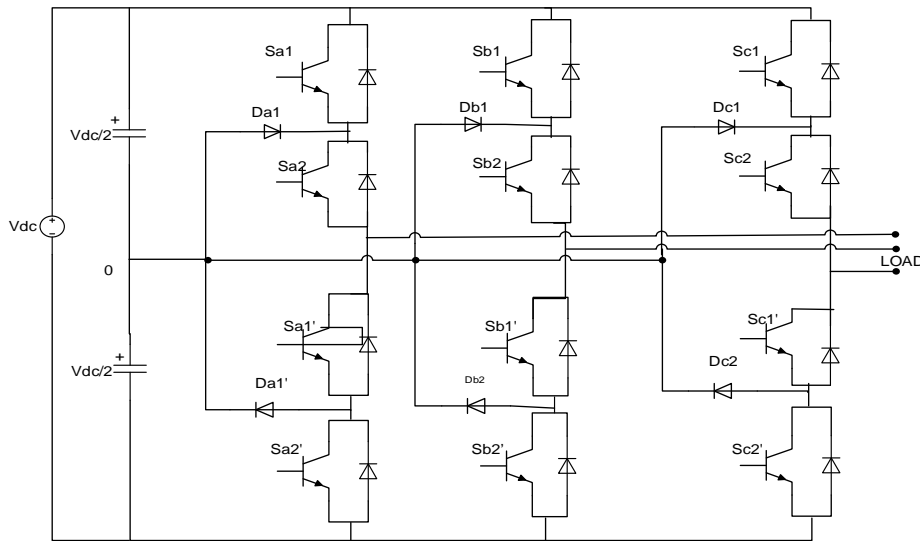 Sa1
Sb1
Sc1
Da1
Db1
Dc1
+
Vdc/2
Sa2
Sb2
Sc2
Vdc
+
−
0
LOAD
Sa1'
Sb1'
Sc1'
+
Vdc/2
Da1'
Db2
Dc2
Sa2'
Sb2'
Sc2'